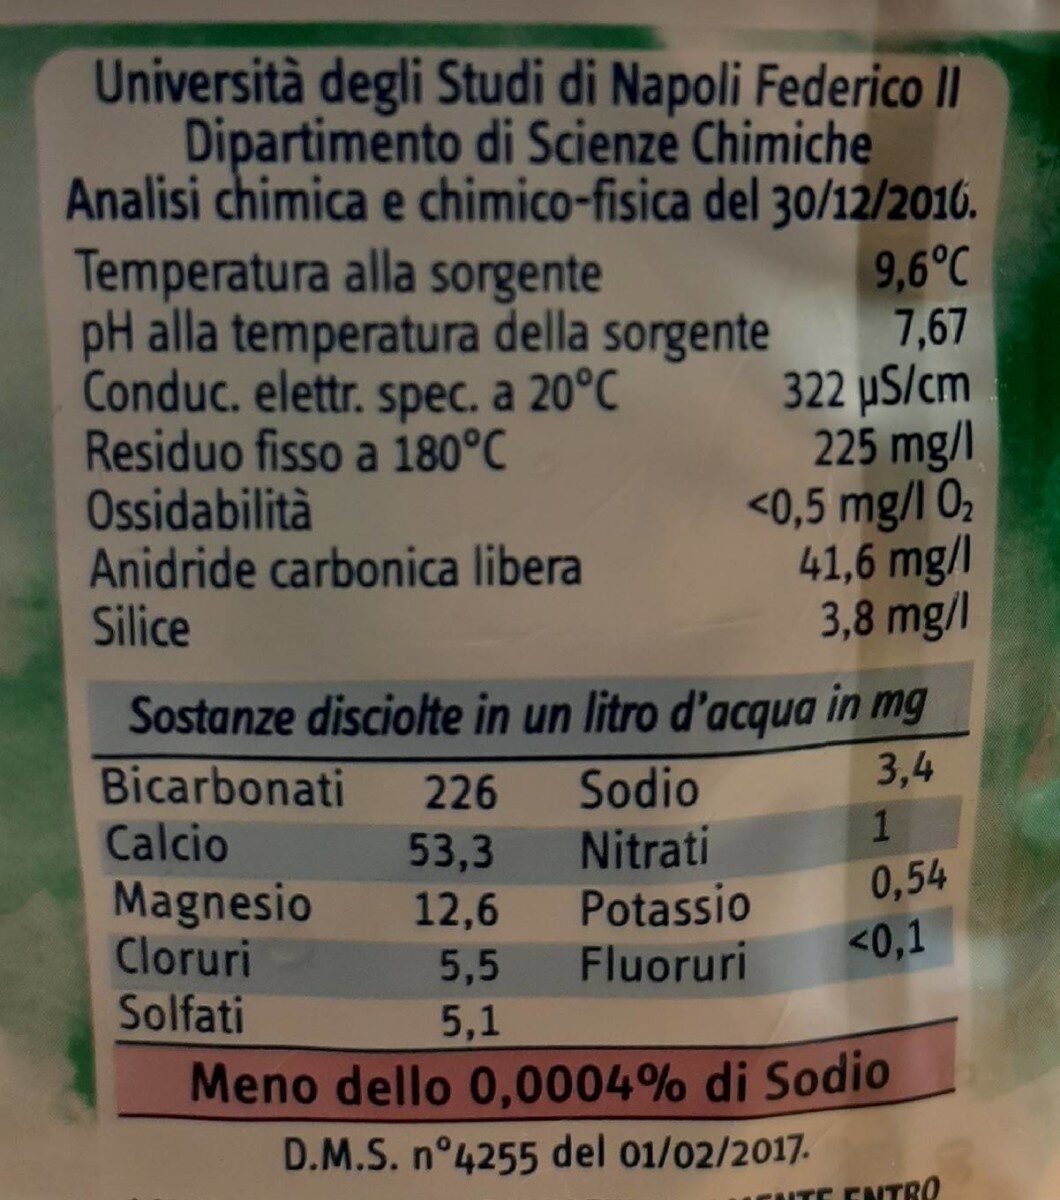 Università degli Studi di Napoli Federico II
Dipartimento di Scienze Chimiche
Analisi chimica e chimico-fisica del 30/12/2016.
Temperatura alla sorgente 9,6°C
pH alla temperatura della sorgente 7,67
Conduc. elettr. spec. a 20°C 322 µS/cm
Residuo fisso a 180°C 225 mg/l
Ossidabilità <0,5 mg/l O₂
Anidride carbonica libera 41,6 mg/l
Silice 3,8 mg/l
Sostanze disciolte in un litro d'acqua in mg
Bicarbonati 226 Sodio 3,4
Calcio 53,3 Nitrati 1
Magnesio 12,6 Potassio 0,54
Cloruri 5,5 Fluoruri <0,1
Solfati 5,1
Meno dello 0,0004% di Sodio
D.M.S. n°4255 del 01/02/2017.
ENTRO